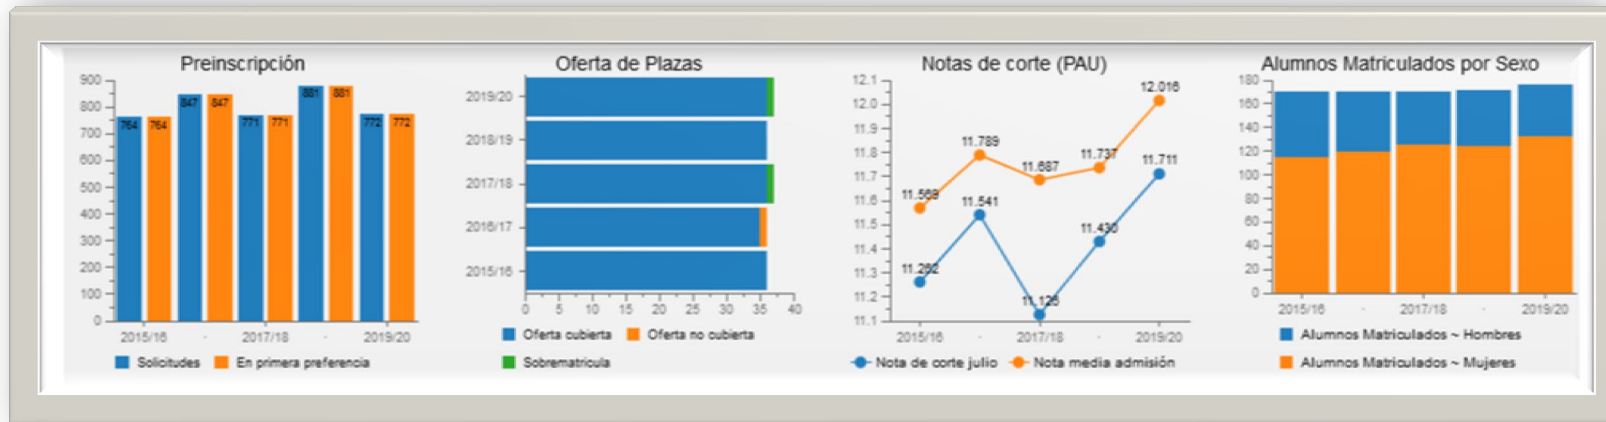 Preinscripción
900
800
700
600
500
400
300
200
100
0
764 764 847 847 771 771 881 881 772 772
2015/16 - 2017/18 - 2019/20
Solicitudes En primera preferencia
Oferta de Plazas
2019/20
2018/19
2017/18
2016/17
2015/16
0 5 10 15 20 25 30 35 40
Oferta cubierta Oferta no cubierta
Sobrematrícula
Notas de corte (PAU)
12.1
12.0
11.9
11.8
11.7
11.6
11.5
11.4
11.3
11.2
11.1
11.569 11.789 11.687 11.737 12.016
11.262 11.541 11.430 11.711
2015/16 - 2017/18 - 2019/20
Nota de corte julio Nota media admisión
Alumnos Matriculados por Sexo
180
160
140
120
100
80
60
40
20
0
2015/16 - 2017/18 - 2019/20
Alumnos Matriculados ~ Hombres
Alumnos Matriculados ~ Mujeres